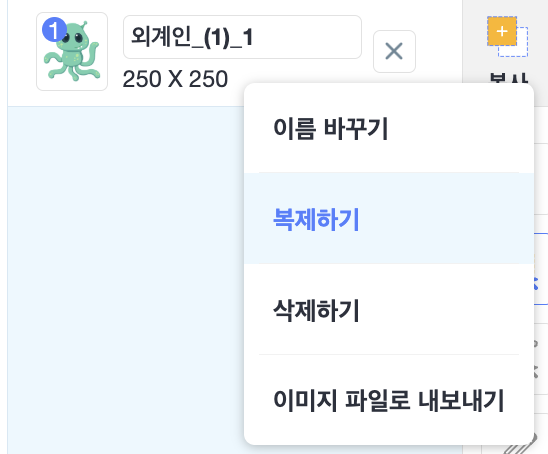 1
외계인_(1)_1
250 X 250
복사
이름 바꾸기
복제하기
삭제하기
이미지 파일로 내보내기